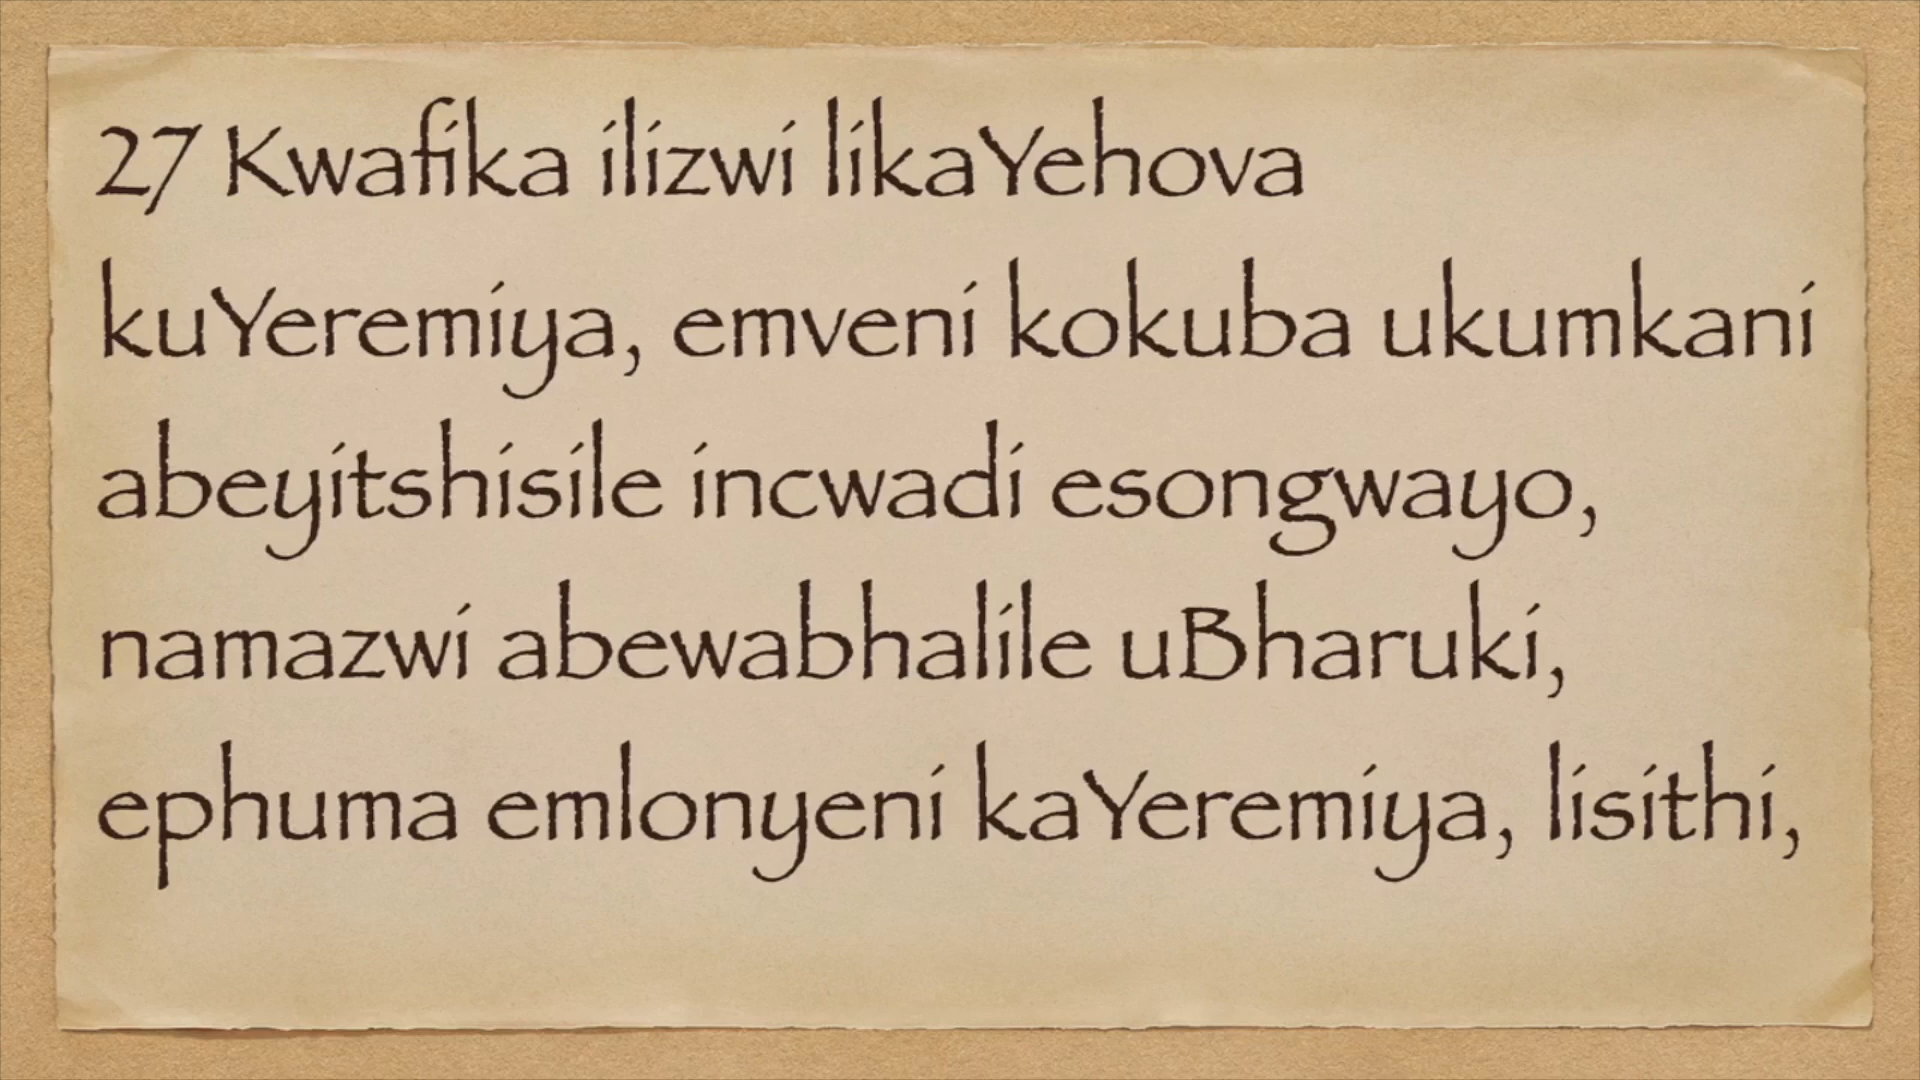 27 Kwafika ilizwi likaYehova
kuYeremiya, emveni kokuba ukumkani
abeyitshisile incwadi esongwayo,
namazwi abewabhalile uBharuki,
ephuma emlonyeni kaYeremiya, lisithi,